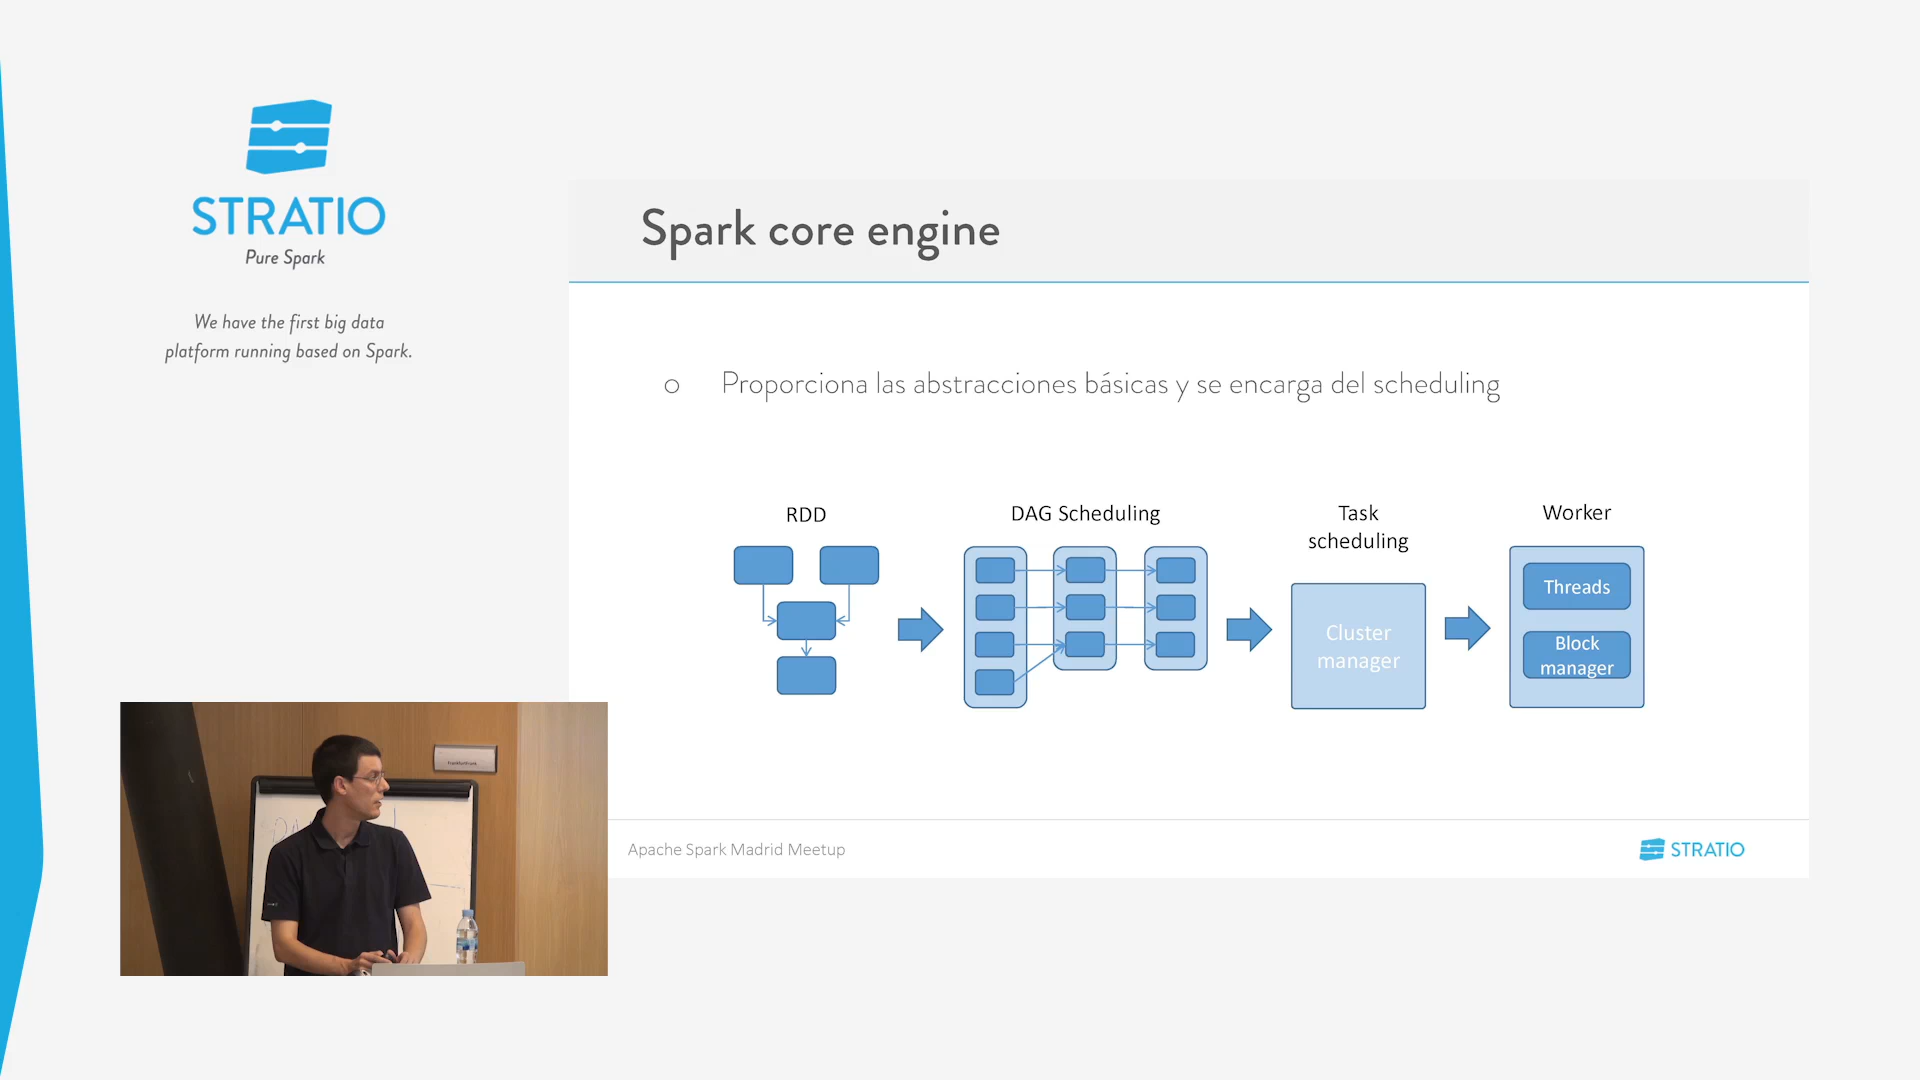 STRATIO
Pure Spark
We have the first big data
platform running based on Spark.
Spark core engine
Proporciona las abstracciones básicas y se encarga del scheduling
RDD
DAG Scheduling
Task
scheduling
Worker
Cluster
manager
Threads
Block
manager
Apache Spark Madrid Meetup
STRATIO